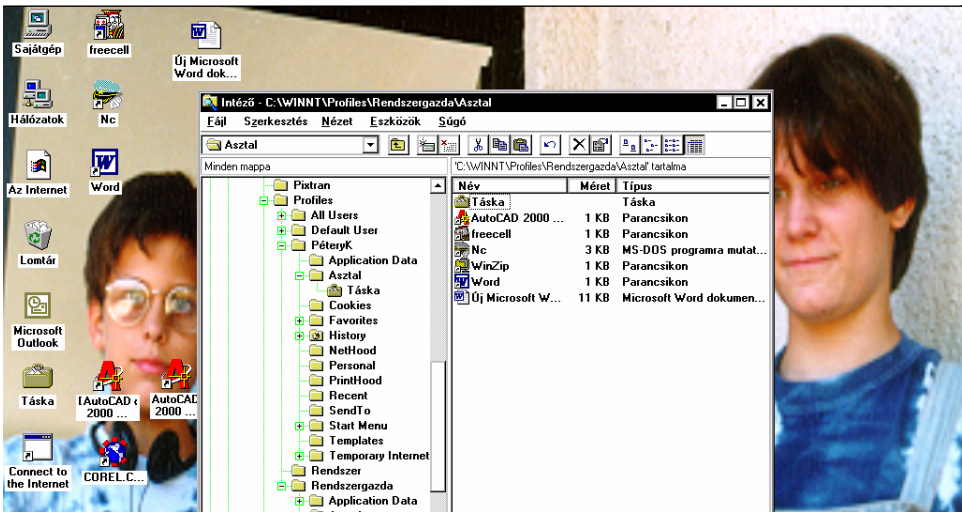 Sajátgép
freecell
Új Microsoft
Word dok...
Hálózatok
Nc
Az Internet
Word
Lomtár
Microsoft
Outlook
Táska
AutoCAD
2000 ...
AutoCAD
2000 ...
Connect to
the Internet
COREL.C...
Intéző - C:\WINNT\Profiles\Rendszergazda\Asztal
Fájl Szerkesztés Nézet Eszközök Súgó
Asztal
Minden mappa
'C:\WINNT\Profiles\Rendszergazda\Asztal' tartalma
Pixtran
Profiles
All Users
Default User
PéteryK
Application Data
Asztal
Táska
Cookies
Favorites
History
NetHood
Personal
PrintHood
Recent
SendTo
Start Menu
Templates
Temporary Internet
Rendszer
Rendszergazda
Application Data
Név Méret Típus
Táska Táska
AutoCAD 2000 ... 1 KB Parancsikon
freecell 1 KB Parancsikon
Nc 3 KB MS-DOS programra mutat...
WinZip 1 KB Parancsikon
Word 1 KB Parancsikon
Új Microsoft W... 11 KB Microsoft Word dokumen...